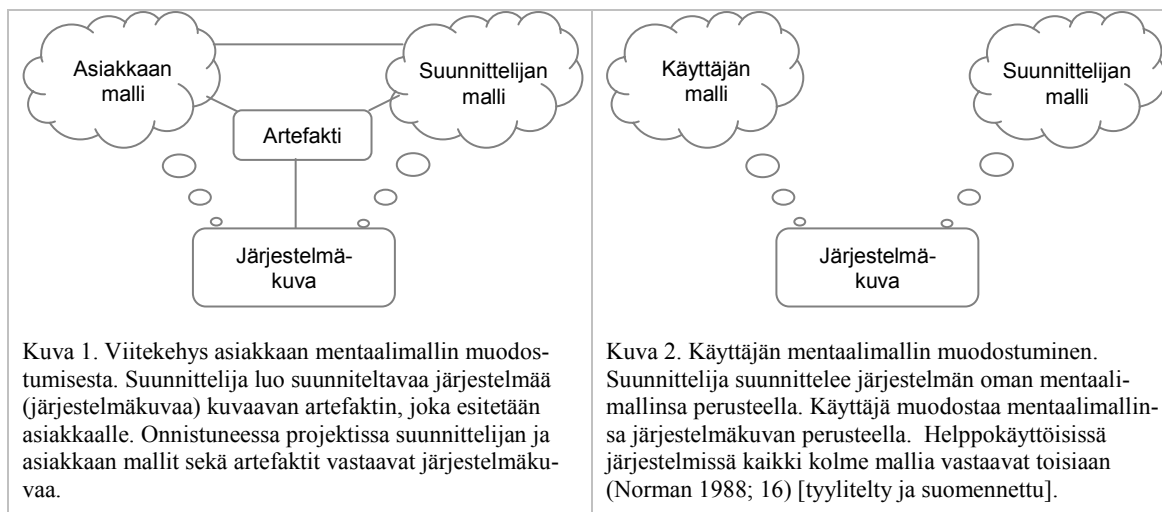 Asiakkaan
malli
Suunnittelijan
malli
Artefakti
Järjestelmä-
kuva
Kuva 1. Viitekehys asiakkaan mentaalimallin muodos-
tumisesta. Suunnittelija luo suunniteltavaa järjestelmää
(järjestelmäkuvaa) kuvaavan artefaktin, joka esitetään
asiakkaalle. Onnistuneessa projektissa suunnittelijan ja
asiakkaan mallit sekä artefaktit vastaavat järjestelmäku-
vaa.
Käyttäjän
malli
Suunnittelijan
malli
Järjestelmä-
kuva
Kuva 2. Käyttäjän mentaalimallin muodostuminen.
Suunnittelija suunnittelee järjestelmän oman mentaali-
mallinsa perusteella. Käyttäjä muodostaa mentaalimallin-
sa järjestelmäkuvan perusteella.  Helppokäyttöisissä
järjestelmissä kaikki kolme mallia vastaavat toisiaan
(Norman 1988; 16) [tyylitelty ja suomennettu].